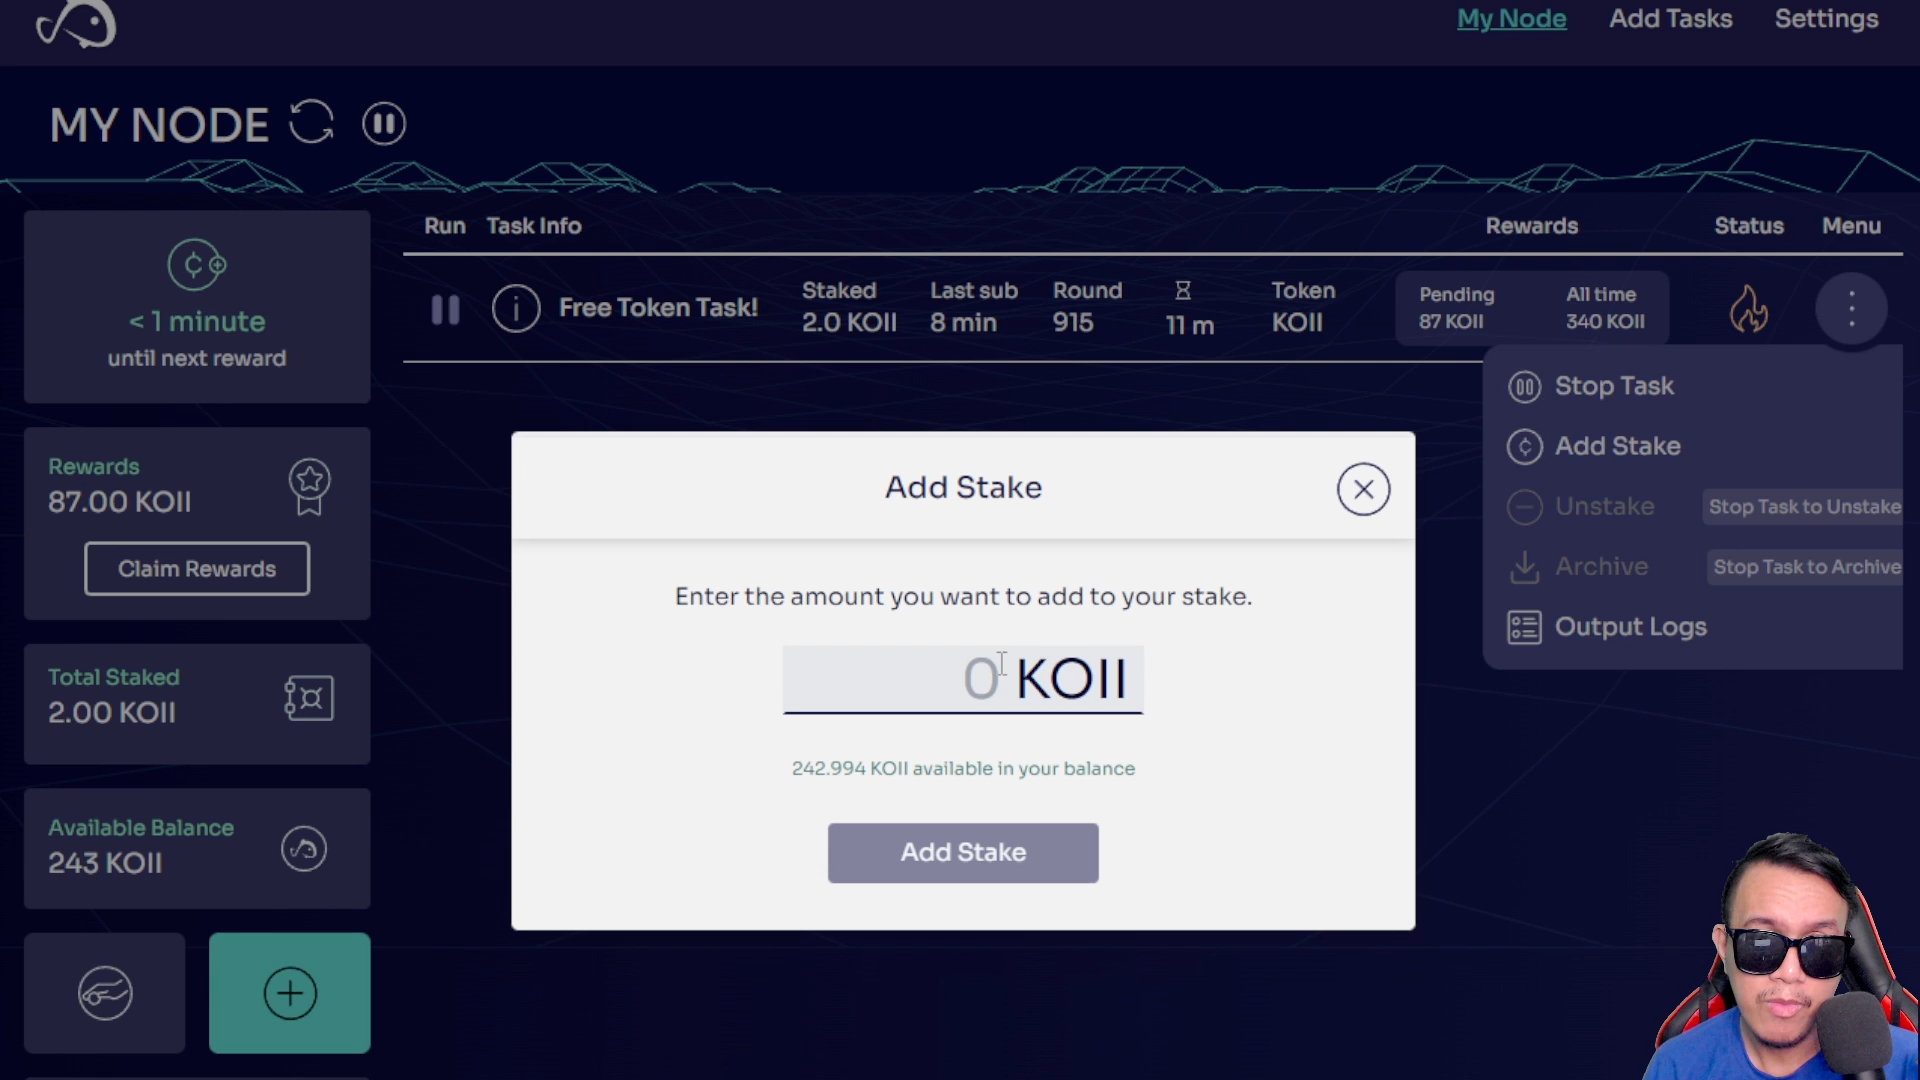 My Node Add Tasks Settings
MY NODE
Run Task Info Rewards Status Menu
< 1 minute
until next reward
Free Token Task!
Staked
2.0 KOII
Last sub
8 min
Round
915
11 m
Token
KOII
Pending
87 KOII
All time
340 KOII
Stop Task
Add Stake
Unstake Stop Task to Unstake
Archive Stop Task to Archive
Output Logs
Rewards
87.00 KOII
Claim Rewards
Total Staked
2.00 KOII
Available Balance
243 KOII
Add Stake
Enter the amount you want to add to your stake.
0 KOII
242.994 KOII available in your balance
Add Stake